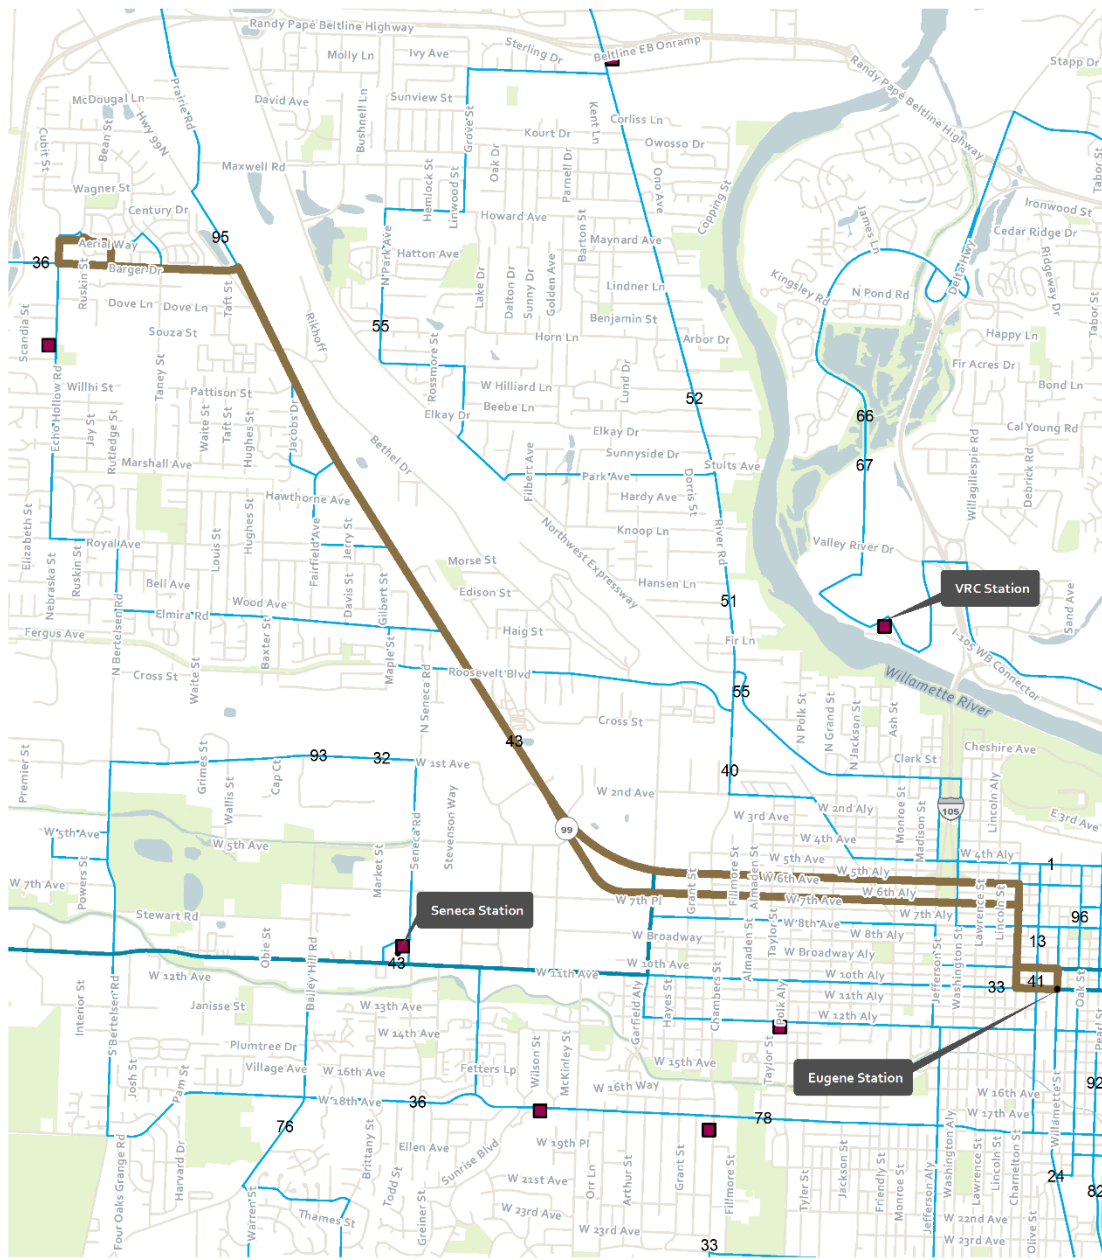 Randy Papé Beltline Highway
Ivy Ave
Molly Ln
Sterling Dr
Beltline EB Onramp
Randy Papé Beltline Highway
Stapp Dr
McDougal Ln
David Ave
Sunview St
Prairie Rd
Hwy 99N
Bushnell Ln
Grove St
Kent Ln
Corliss Ln
Cubit St
Bean St
Kourt Dr
Owosso Dr
Maxwell Rd
Oak Dr
Parnell Dr
Tabor St
Wagner St
Hemlock St
Linwood St
Ono Ave
Copping St
Century Dr
Howard Ave
Barton St
Ironwood St
James Ln
Cedar Ridge Dr
95
Aerial Way
Maynard Ave
Hatton Ave
N Park Ave
Delta Hwy
Ridgeway Dr
36
Barger Dr
Ruskin St
Lake Dr
Dalton Dr
Sunny Dr
Golden Ave
Lindner Ln
Kingsley Rd
N Pond Rd
Tabor St
Dove Ln
Dove Ln
Taft St
Rikhoff
Benjamin St
Scandia St
Souza St
55
Horn Ln
Arbor Dr
Happy Ln
Taney St
Rossmore St
Fir Acres Dr
Willhi St
Pattison St
W Hilliard Ln
Lund Dr
Bond Ln
Echo Hollow Rd
Beebe Ln
52
Jay St
Rutledge St
Waite St
Taft St
Hughes St
Jacobs Dr
Elkay Dr
66
Cal Young Rd
Elkay Dr
Willagillespie Rd
Bethel Dr
Sunnyside Dr
Marshall Ave
Stults Ave
67
Filbert Ave
Park Ave
Dorris St
Debrick Rd
Hawthorne Ave
Hardy Ave
Elizabeth St
Hughes St
Knoop Ln
River Rd
Royal Ave
Louis St
Fairfield Ave
Jerry St
Northwest Expressway
Valley River Dr
Nebraska St
Ruskin St
Bell Ave
Morse St
Hansen Ln
VRC Station
Davis St
Gilbert St
Edison St
51
Sand Ave
Wood Ave
Elmira Rd
N Bertelsen Rd
Fergus Ave
Baxter St
Haig St
Fir Ln
I-105 WB Connector
Maple St
Cross St
Waite St
Roosevelt Blvd
Willamette River
55
N Seneca Rd
N Polk St
N Grand St
N Jackson St
Ash St
Cross St
43
Cheshire Ave
93
32
W 1st Ave
Clark St
Premier St
Grimes St
Wallis St
Cap Ct
40
W 2nd Ave
Stevenson Way
W 2nd Aly
Monroe St
Madison St
105
Lincoln Aly
E 3rd Ave
W 3rd Ave
99
W 4th Ave
W 5th Ave
W 5th Ave
Market St
Seneca Rd
W 5th Ave
W 4th Aly
1
W 5th Aly
W 7th Ave
Powers St
Grant St
Fillmore St
Almaden St
W 6th Ave
W 6th Aly
Lawrence St
Lincoln St
W 7th Pl
W 7th Ave
W 7th Aly
Stewart Rd
Seneca Station
96
W 8th Ave
W 8th Aly
W Broadway
Taylor St
Obie St
Bailey Hill Rd
W Broadway Aly
13
43
Almaden St
Jefferson St
Washington St
W 12th Ave
W 11th Ave
W 10th Ave
W 10th Aly
33
41
Oak St
S Bertelsen Rd
Interior St
Janisse St
W 13th Ave
Garfield Aly
Hayes St
Chambers St
Polk Aly
W 11th Aly
W 12th Aly
Pearl St
W 14th Ave
Plumtree Dr
Village Ave
Wilson St
McKinley St
W 15th Ave
Taylor St
Eugene Station
Willamette St
Josh St
Pam St
W 16th Ave
Fetters Lp
W 16th Way
W 16th Aly
92
W 18th Ave
36
78
W 17th Ave
76
Brittany St
Ellen Ave
Sunrise Blvd
W 19th Pl
Washington Aly
Four Oaks Grange Rd
Harvard Dr
Todd St
W 21st Ave
Orr Ln
Arthur St
Grant St
Fillmore St
Tyler St
Jackson St
Friendly St
Monroe St
Jefferson Aly
Lawrence St
Lincoln St
Charnelton St
24
82
Warren St
Thames St
Greiner St
W 23rd Ave
W 23rd Ave
W 22nd Ave
W 23rd Ave
Olive St
33